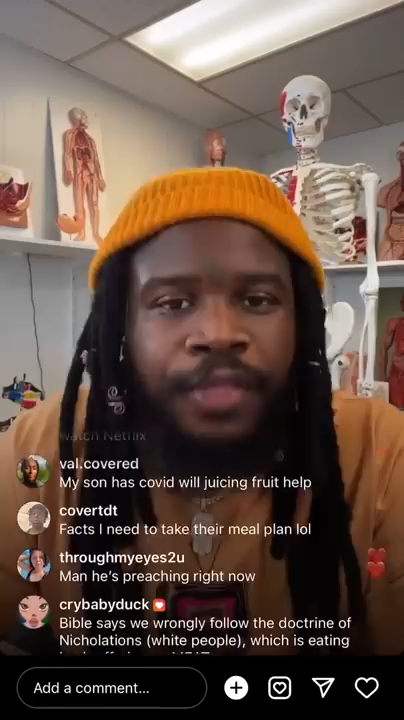 watch Netflix
val.covered
My son has covid will juicing fruit help
covertdt
Facts I need to take their meal plan lol
throughmyeyes2u
Man he's preaching right now
crybabyduck
Bible says we wrongly follow the doctrine of
Nicholations (white people), which is eating
Add a comment...